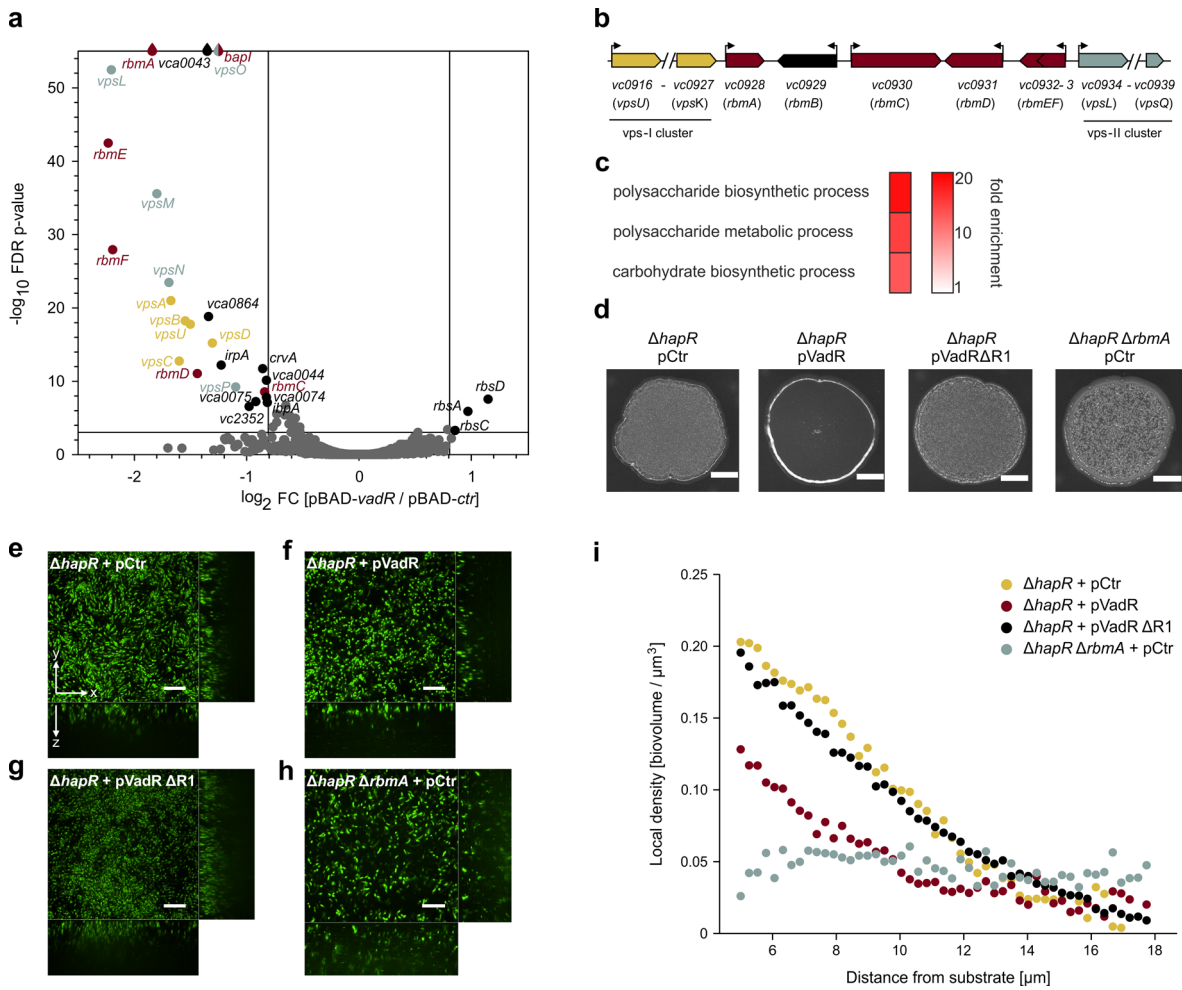 a
-log10 FDR p-value
50
40
30
20
10
0
-2
-1
0
1
log2 FC [pBAD-vadR / pBAD-ctr]
rbmA
vca0043
bapI
vpsO
vpsL
rbmE
vpsM
rbmF
vpsN
vpsA
vca0864
vpsB
vpsU
vpsD
vpsC
irpA
crvA
rbmD
vca0044
vpsP
rbmC
vca0075
vca0074
vc2352
ibpA
rbsD
rbsA
rbsC
b
vc0916 - vc0927 vc0928 vc0929 vc0930 vc0931 vc0932-3 vc0934 - vc0939
(vpsU) (vpsK) (rbmA) (rbmB) (rbmC) (rbmD) (rbmEF) (vpsL) (vpsQ)
vps-I cluster
vps-II cluster
c
polysaccharide biosynthetic process
polysaccharide metabolic process
carbohydrate biosynthetic process
20
10
1
fold enrichment
d
ΔhapR
pCtr
ΔhapR
pVadR
ΔhapR
pVadRΔR1
ΔhapR ΔrbmA
pCtr
e
ΔhapR + pCtr
y
x
z
f
ΔhapR + pVadR
g
ΔhapR + pVadR ΔR1
h
ΔhapR ΔrbmA + pCtr
i
Local density [biovolume / µm³]
0.25
0.20
0.15
0.10
0.05
0
6
8
10
12
14
16
18
Distance from substrate [µm]
ΔhapR + pCtr
ΔhapR + pVadR
ΔhapR + pVadR ΔR1
ΔhapR ΔrbmA + pCtr